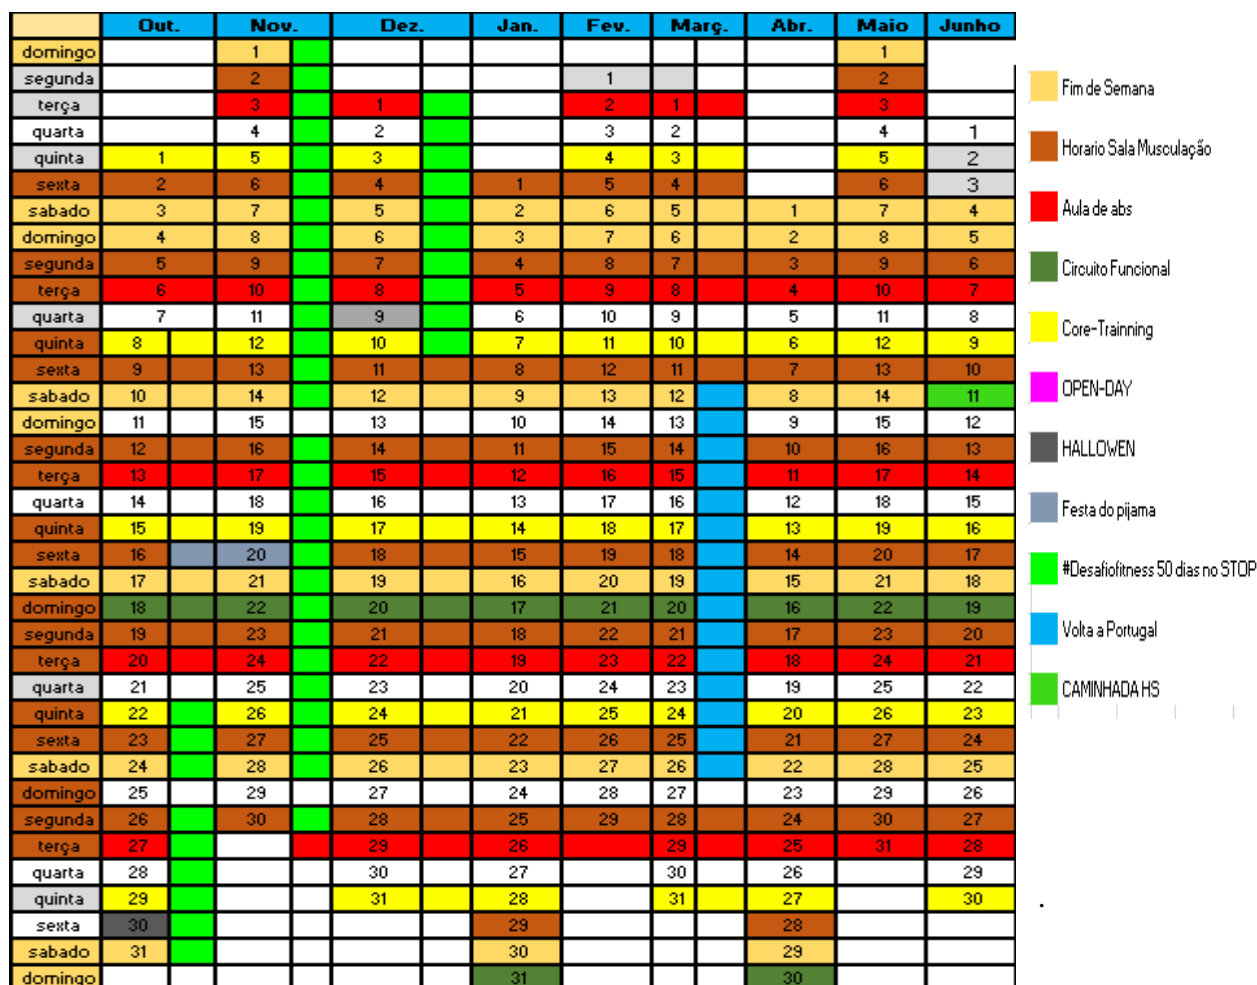 Out. Nov. Dez. Jan. Fev. Març. Abr. Maio Junho
domingo 1 1
segunda 2 1 2
terça 3 1 2 1 3
quarta 4 2 3 2 4 1
quinta 1 5 3 4 3 5 2
sexta 2 6 4 1 5 4 6 3
sabado 3 7 5 2 6 5 1 7 4
domingo 4 8 6 3 7 6 2 8 5
segunda 5 9 7 4 8 7 3 9 6
terça 6 10 8 5 9 8 4 10 7
quarta 7 11 9 6 10 9 5 11 8
quinta 8 12 10 7 11 10 6 12 9
sexta 9 13 11 8 12 11 7 13 10
sabado 10 14 12 9 13 12 8 14 11
domingo 11 15 13 10 14 13 9 15 12
segunda 12 16 14 11 15 14 10 16 13
terça 13 17 15 12 16 15 11 17 14
quarta 14 18 16 13 17 16 12 18 15
quinta 15 19 17 14 18 17 13 19 16
sexta 16 20 18 15 19 18 14 20 17
sabado 17 21 19 16 20 19 15 21 18
domingo 18 22 20 17 21 20 16 22 19
segunda 19 23 21 18 22 21 17 23 20
terça 20 24 22 19 23 22 18 24 21
quarta 21 25 23 20 24 23 19 25 22
quinta 22 26 24 21 25 24 20 26 23
sexta 23 27 25 22 26 25 21 27 24
sabado 24 28 26 23 27 26 22 28 25
domingo 25 29 27 24 28 27 23 29 26
segunda 26 30 28 25 29 28 24 30 27
terça 27 29 26 29 25 31 28
quarta 28 30 27 30 26 29
quinta 29 31 28 31 27 30
sexta 30 29 28
sabado 31 30 29
domingo 31 30
Fim de Semana
Horario Sala Musculação
Aula de abs
Circuito Funcional
Core-Trainning
OPEN-DAY
HALLOWEN
Festa do pijama
#Desafiofitness 50 dias no STOP
Volta a Portugal
CAMINHADA HS
.